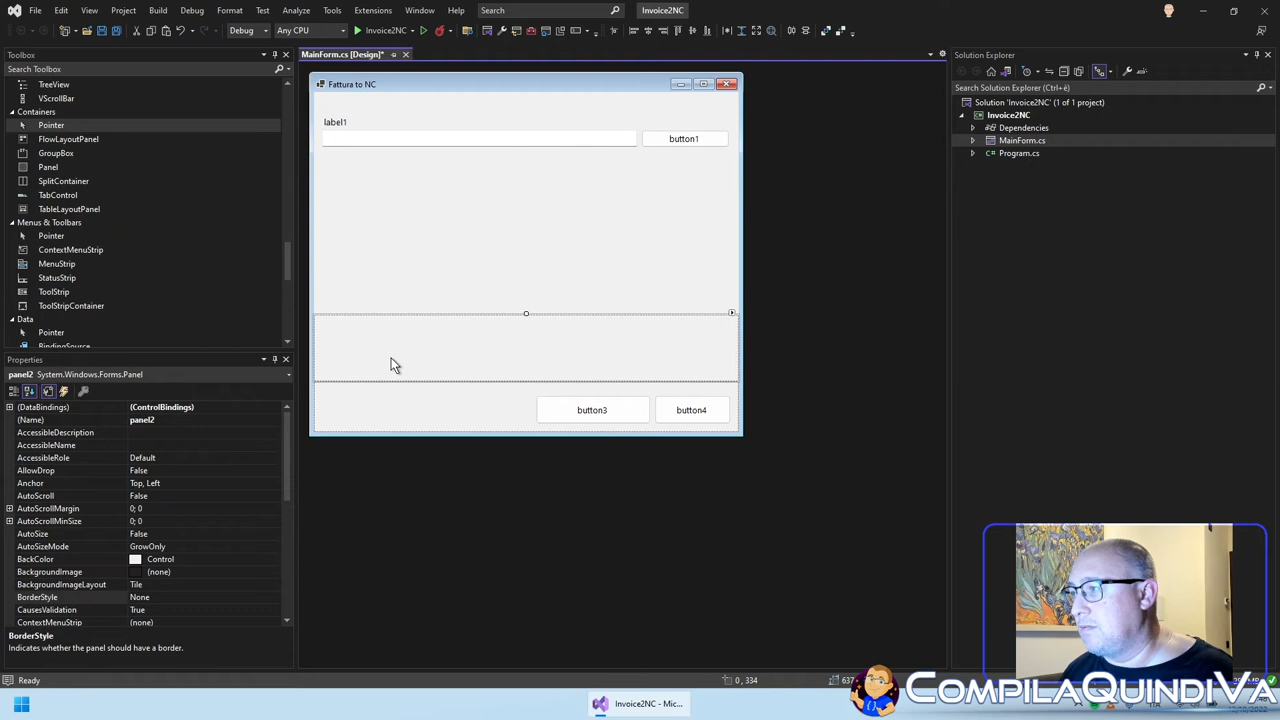 File Edit View Git Project Build Debug Format Test Analyze Tools Extensions Window Help Search Invoice2NC
Debug Any CPU Invoice2NC
Toolbox
Search Toolbox
TreeView
VScrollBar
Containers
Pointer
FlowLayoutPanel
GroupBox
Panel
SplitContainer
TabControl
TableLayoutPanel
Menus & Toolbars
Pointer
ContextMenuStrip
MenuStrip
StatusStrip
ToolStrip
ToolStripContainer
Data
Pointer
BindingSource
Properties
panel2 System.Windows.Forms.Panel
(DataBindings) (ControlBindings)
(Name) panel2
AccessibleDescription
AccessibleName
AccessibleRole Default
AllowDrop False
Anchor Top, Left
AutoScroll False
AutoScrollMargin 0; 0
AutoScrollMinSize 0; 0
AutoSize False
AutoSizeMode GrowOnly
BackColor Control
BackgroundImage (none)
BackgroundImageLayout Tile
BorderStyle None
CausesValidation True
ContextMenuStrip (none)
BorderStyle
Indicates whether the panel should have a border.
MainForm.cs [Design]*
Fattura to NC
label1
button1
button3 button4
Solution Explorer
Search Solution Explorer (Ctrl+è)
Solution 'Invoice2NC' (1 of 1 project)
Invoice2NC
Dependencies
MainForm.cs
Program.cs
Ready 0, 334
Invoice2NC - Mic...
CompilaQuindiVa